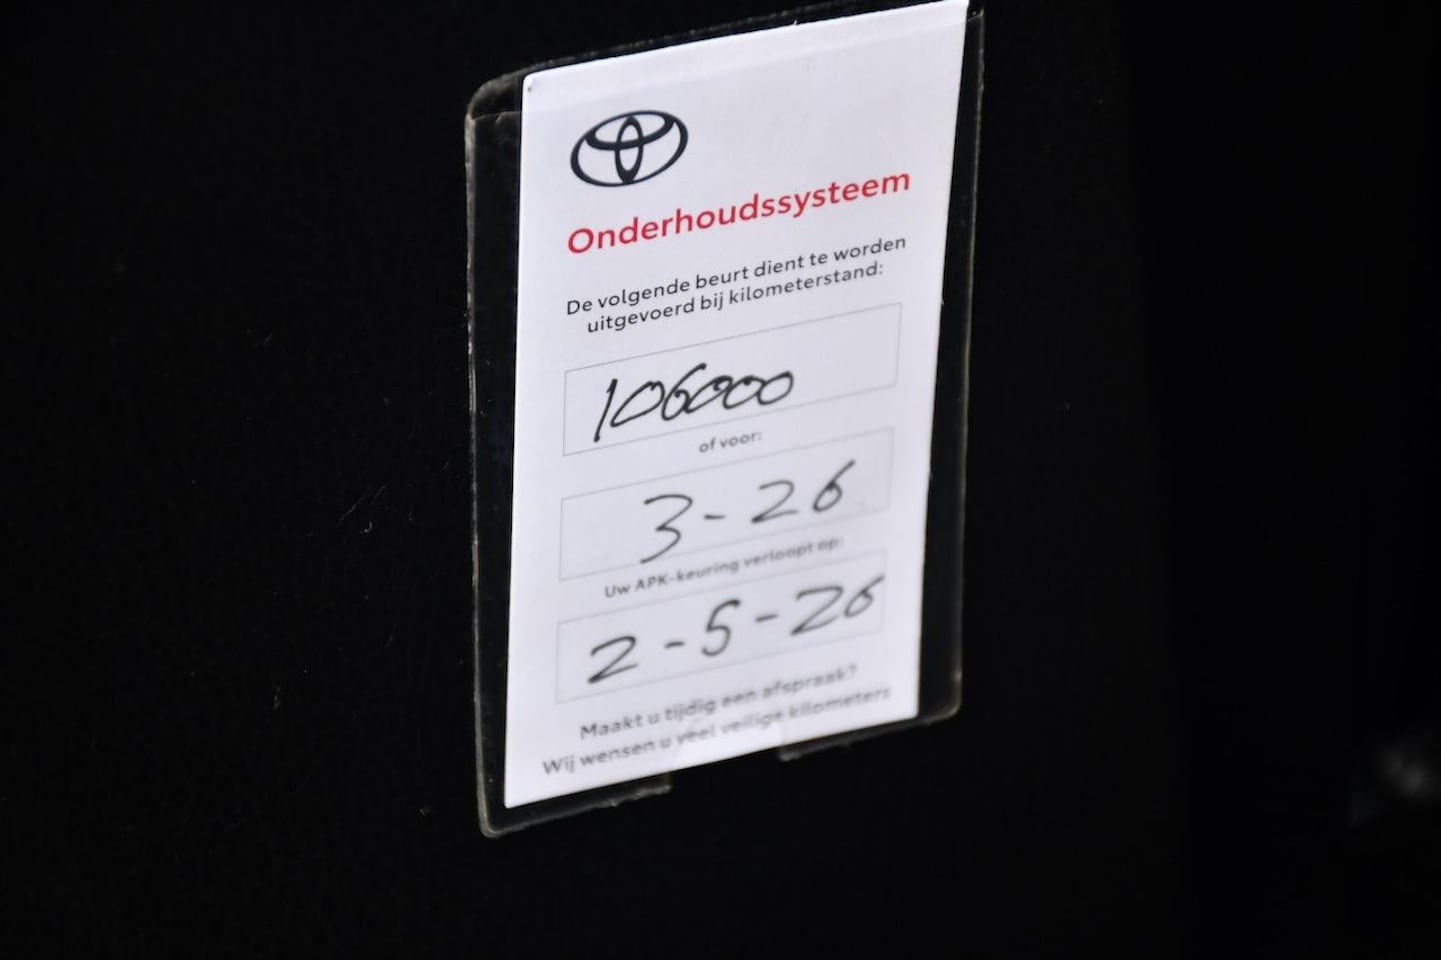 Onderhoudssysteem
De volgende beurt dient te worden
uitgevoerd bij kilometerstand:
106000
of voor:
3-26
Uw APK-keuring verloopt op:
2-5-26
Maakt u tijdig een afspraak?
Wij wensen u veel veilige kilometers